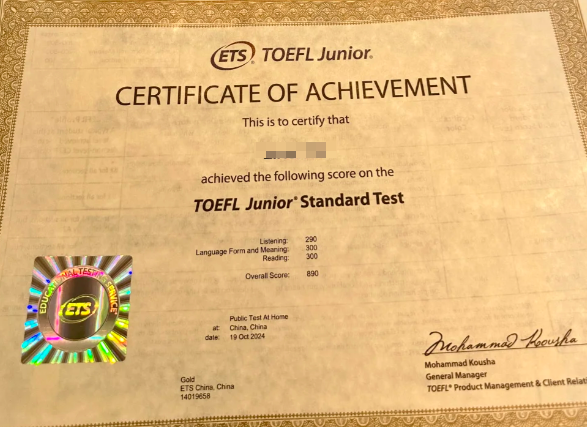 ETS TOEFL Junior®
CERTIFICATE OF ACHIEVEMENT
This is to certify that
achieved the following score on the
TOEFL Junior® Standard Test
Listening: 290
Language Form and Meaning: 300
Reading: 300
Overall Score: 890
EDUCATIONAL TESTING SERVICE
ETS
Public Test At Home
at: China, China
date: 19 Oct 2024
Mohammad Kousha
Mohammad Kousha
General Manager
TOEFL® Product Management & Client
Gold
ETS China, China
14019658